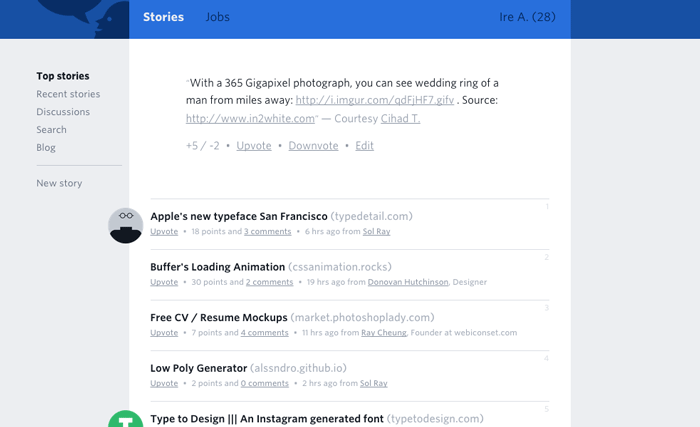 Stories Jobs Ire A. (28)
Top stories
Recent stories
Discussions
Search
Blog
New story
"With a 365 Gigapixel photograph, you can see wedding ring of a
man from miles away: http://i.imgur.com/qdFjHF7.gifv . Source:
http://www.in2white.com" — Courtesy Cihad T.
+5 / -2 • Upvote • Downvote • Edit
1
Apple's new typeface San Francisco (typedetail.com)
Upvote • 18 points and 3 comments • 6 hrs ago from Sol Ray
2
Buffer's Loading Animation (cssanimation.rocks)
Upvote • 30 points and 2 comments • 19 hrs ago from Donovan Hutchinson, Designer
3
Free CV / Resume Mockups (market.photoshoplady.com)
Upvote • 7 points and 4 comments • 11 hrs ago from Ray Cheung, Founder at webiconset.com
4
Low Poly Generator (alssndro.github.io)
Upvote • 2 points and 0 comments • 2 hrs ago from Sol Ray
5
Type to Design ||| An Instagram generated font (typetodesign.com)